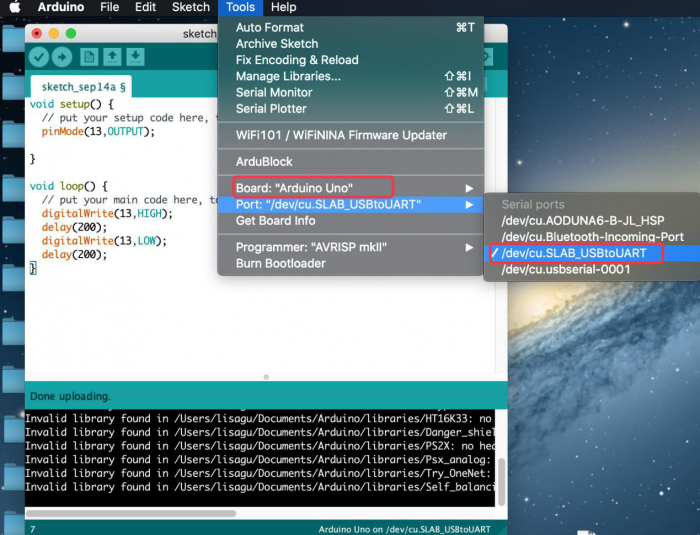 Arduino File Edit Sketch Tools Help
sketch_
Auto Format ⌘T
Archive Sketch
Fix Encoding & Reload
Manage Libraries... ⇧⌘I
Serial Monitor ⇧⌘M
Serial Plotter ⇧⌘L
WiFi101 / WiFiNINA Firmware Updater
ArduBlock
Board: "Arduino Uno"
Port: "/dev/cu.SLAB_USBtoUART"
Get Board Info
Programmer: "AVRISP mkII"
Burn Bootloader
Serial ports
/dev/cu.AODUNA6-B-JL_HSP
/dev/cu.Bluetooth-Incoming-Port
✓ /dev/cu.SLAB_USBtoUART
/dev/cu.usbserial-0001
sketch_sep14a §
void setup() {
// put your setup code here, t
pinMode(13,OUTPUT);
}
void loop() {
// put your main code here, to
digitalWrite(13,HIGH);
delay(200);
digitalWrite(13,LOW);
delay(200);
}
Done uploading.
Invalid library found in /Users/lisagu/Documents/Arduino/libraries/HT16K33: no
Invalid library found in /Users/lisagu/Documents/Arduino/libraries/Danger_shiel
Invalid library found in /Users/lisagu/Documents/Arduino/libraries/PS2X: no hea
Invalid library found in /Users/lisagu/Documents/Arduino/libraries/Psx_analog:
Invalid library found in /Users/lisagu/Documents/Arduino/libraries/Try_OneNet:
Invalid library found in /Users/lisagu/Documents/Arduino/libraries/Self_balanci
7 Arduino Uno on /dev/cu.SLAB_USBtoUART